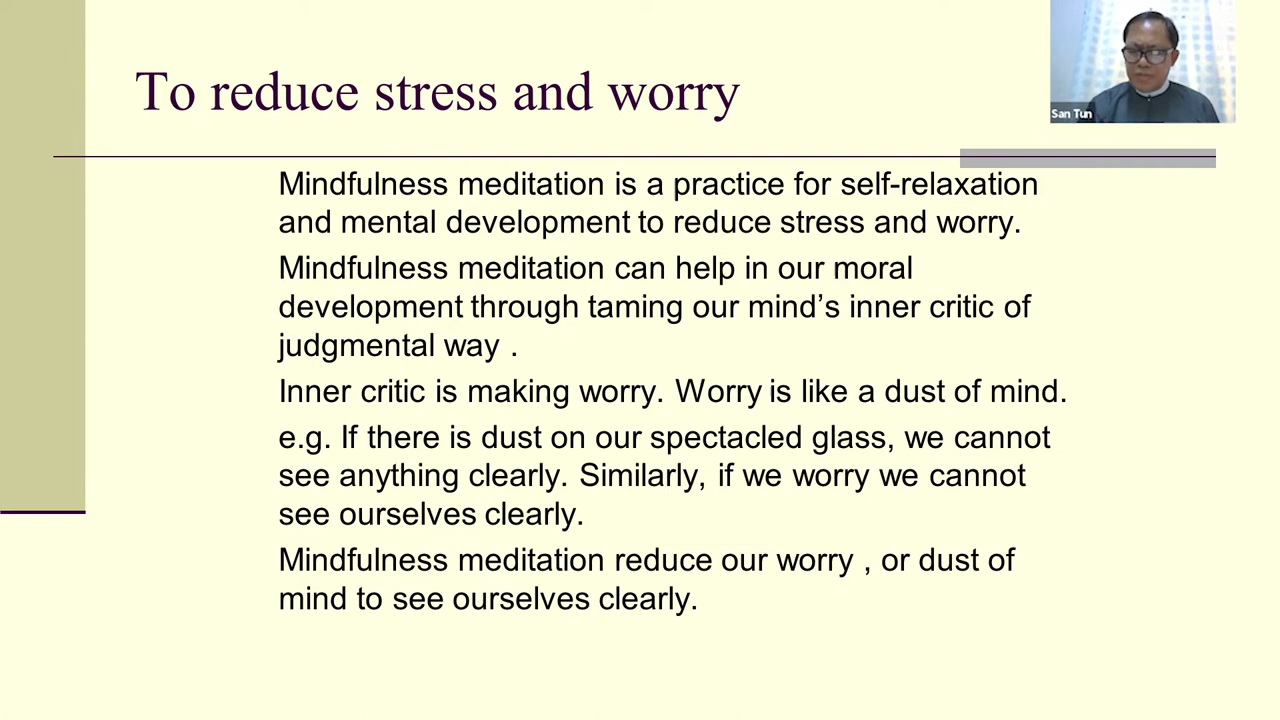 To reduce stress and worry
San Tun
Mindfulness meditation is a practice for self-relaxation
and mental development to reduce stress and worry.
Mindfulness meditation can help in our moral
development through taming our mind’s inner critic of
judgmental way .
Inner critic is making worry. Worry is like a dust of mind.
e.g. If there is dust on our spectacled glass, we cannot
see anything clearly. Similarly, if we worry we cannot
see ourselves clearly.
Mindfulness meditation reduce our worry , or dust of
mind to see ourselves clearly.